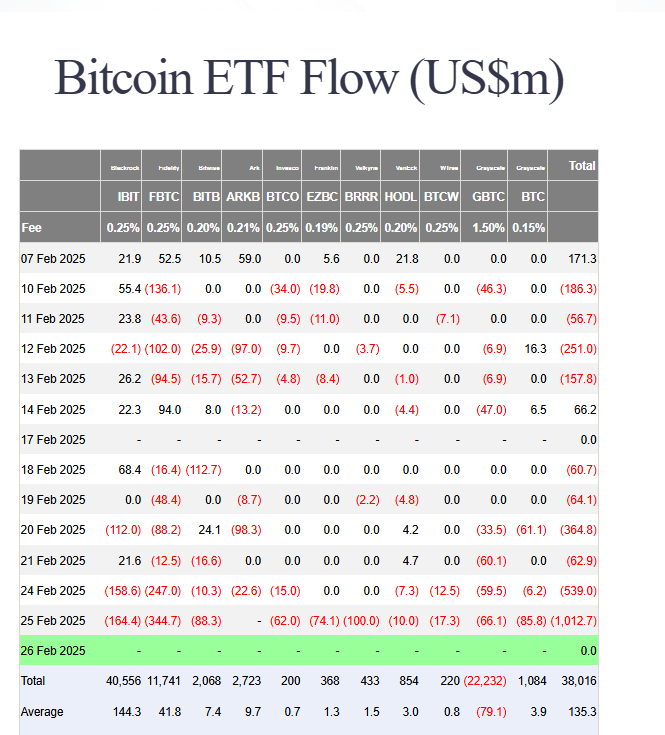 Bitcoin ETF Flow (US$m)
Blackrock Fidelity Bitwise Ark Invesco Franklin Valkyrie VanEck WTree Grayscale Grayscale Total
IBIT FBTC BITB ARKB BTCO EZBC BRRR HODL BTCW GBTC BTC
Fee 0.25% 0.25% 0.20% 0.21% 0.25% 0.19% 0.25% 0.20% 0.25% 1.50% 0.15%
07 Feb 2025 21.9 52.5 10.5 59.0 0.0 5.6 0.0 21.8 0.0 0.0 0.0 171.3
10 Feb 2025 55.4 (136.1) 0.0 0.0 (34.0) (19.8) 0.0 (5.5) 0.0 (46.3) 0.0 (186.3)
11 Feb 2025 23.8 (43.6) (9.3) 0.0 (9.5) (11.0) 0.0 0.0 (7.1) 0.0 0.0 (56.7)
12 Feb 2025 (22.1) (102.0) (25.9) (97.0) (9.7) 0.0 (3.7) 0.0 0.0 (6.9) 16.3 (251.0)
13 Feb 2025 26.2 (94.5) (15.7) (52.7) (4.8) (8.4) 0.0 (1.0) 0.0 (6.9) 0.0 (157.8)
14 Feb 2025 22.3 94.0 8.0 (13.2) 0.0 0.0 0.0 (4.4) 0.0 (47.0) 6.5 66.2
17 Feb 2025 - - - - - - - - - - - 0.0
18 Feb 2025 68.4 (16.4) (112.7) 0.0 0.0 0.0 0.0 0.0 0.0 0.0 0.0 (60.7)
19 Feb 2025 0.0 (48.4) 0.0 (8.7) 0.0 0.0 (2.2) (4.8) 0.0 0.0 0.0 (64.1)
20 Feb 2025 (112.0) (88.2) 24.1 (98.3) 0.0 0.0 0.0 4.2 0.0 (33.5) (61.1) (364.8)
21 Feb 2025 21.6 (12.5) (16.6) 0.0 0.0 0.0 0.0 4.7 0.0 (60.1) 0.0 (62.9)
24 Feb 2025 (158.6) (247.0) (10.3) (22.6) (15.0) 0.0 0.0 (7.3) (12.5) (59.5) (6.2) (539.0)
25 Feb 2025 (164.4) (344.7) (88.3) - (62.0) (74.1) (100.0) (10.0) (17.3) (66.1) (85.8) (1,012.7)
26 Feb 2025 - - - - - - - - - - - 0.0
Total 40,556 11,741 2,068 2,723 200 368 433 854 220 (22,232) 1,084 38,016
Average 144.3 41.8 7.4 9.7 0.7 1.3 1.5 3.0 0.8 (79.1) 3.9 135.3